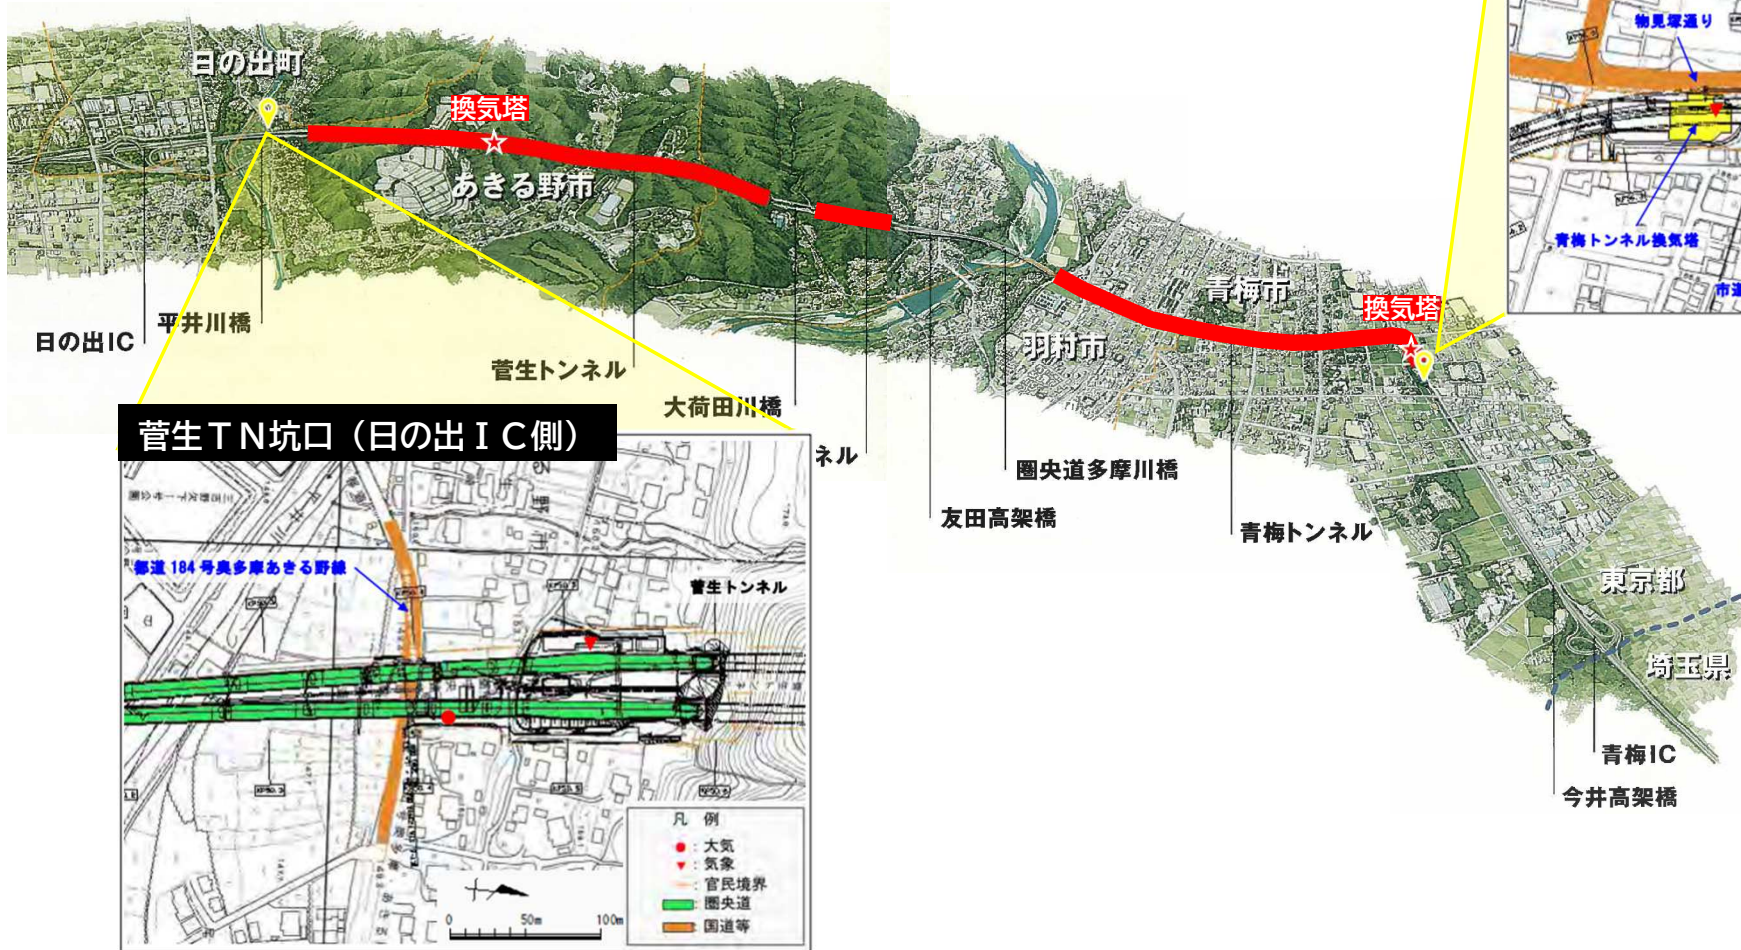 物見塚通り
日の出町
換気塔
あきる野市
青梅トンネル換気塔
市道
青梅市
換気塔
羽村市
平井川橋
日の出IC
菅生トンネル
大荷田川橋
菅生TN坑口（日の出IC側）
ネル
圏央道多摩川橋
友田高架橋
青梅トンネル
都道184号奥多摩あきる野線
菅生トンネル
東京都
埼玉県
青梅IC
今井高架橋
凡 例
: 大気
: 気象
: 官民境界
: 圏央道
: 国道等
0 50m 100m